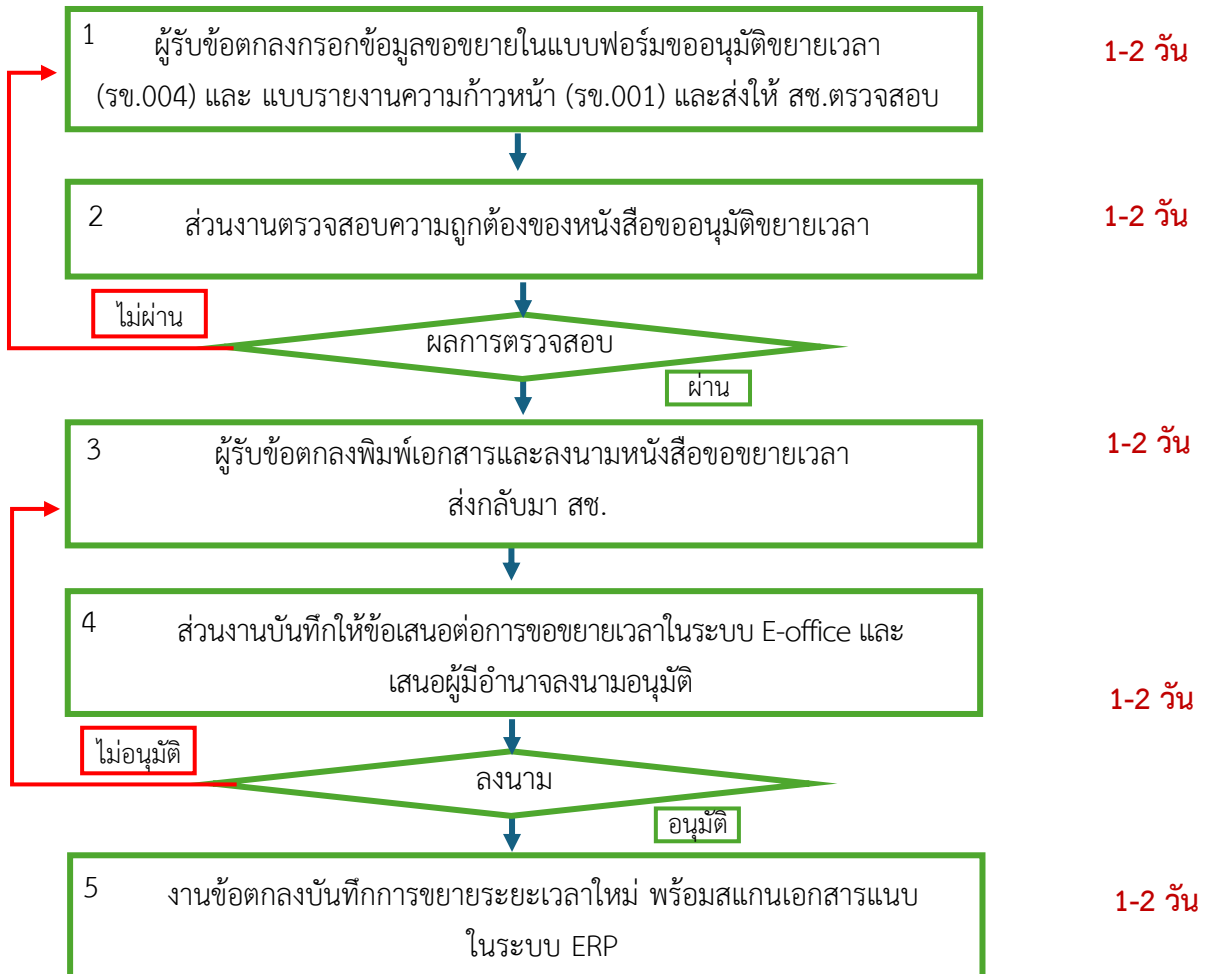 1 ผู้รับข้อตกลงกรอกข้อมูลขอขยายในแบบฟอร์มขออนุมัติขยายเวลา
(รข.004) และ แบบรายงานความก้าวหน้า (รข.001) และส่งให้ สช.ตรวจสอบ
1-2 วัน
2 ส่วนงานตรวจสอบความถูกต้องของหนังสือขออนุมัติขยายเวลา
1-2 วัน
ไม่ผ่าน
ผลการตรวจสอบ
ผ่าน
3 ผู้รับข้อตกลงพิมพ์เอกสารและลงนามหนังสือขอขยายเวลา
ส่งกลับมา สช.
1-2 วัน
4 ส่วนงานบันทึกให้ข้อเสนอต่อการขอขยายเวลาในระบบ E-office และ
เสนอผู้มีอำนาจลงนามอนุมัติ
1-2 วัน
ไม่อนุมัติ
ลงนาม
อนุมัติ
5 งานข้อตกลงบันทึกการขยายระยะเวลาใหม่ พร้อมสแกนเอกสารแนบ
ในระบบ ERP
1-2 วัน